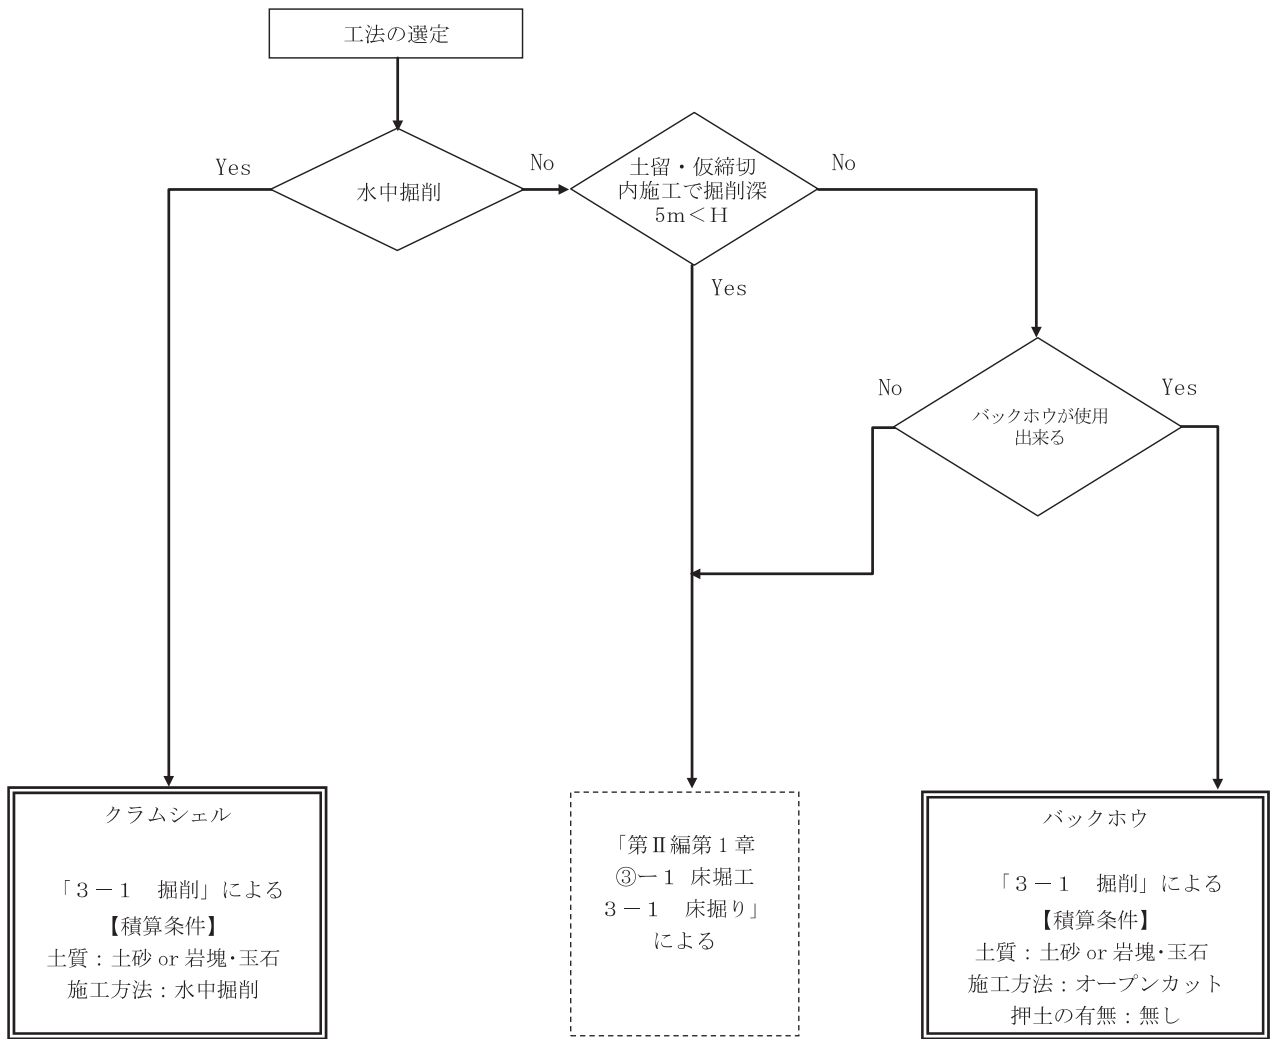 工法の選定
Yes
水中掘削
No
土留・仮締切
内施工で掘削深
5m＜H
No
Yes
No
バックホウが使用
出来る
Yes
クラムシェル
「３－１　掘削」による
【積算条件】
土質：土砂 or 岩塊・玉石
施工方法：水中掘削
「第Ⅱ編第１章
③ー１ 床堀工
３－１　床掘り」
による
バックホウ
「３－１　掘削」による
【積算条件】
土質：土砂 or 岩塊・玉石
施工方法：オープンカット
押土の有無：無し